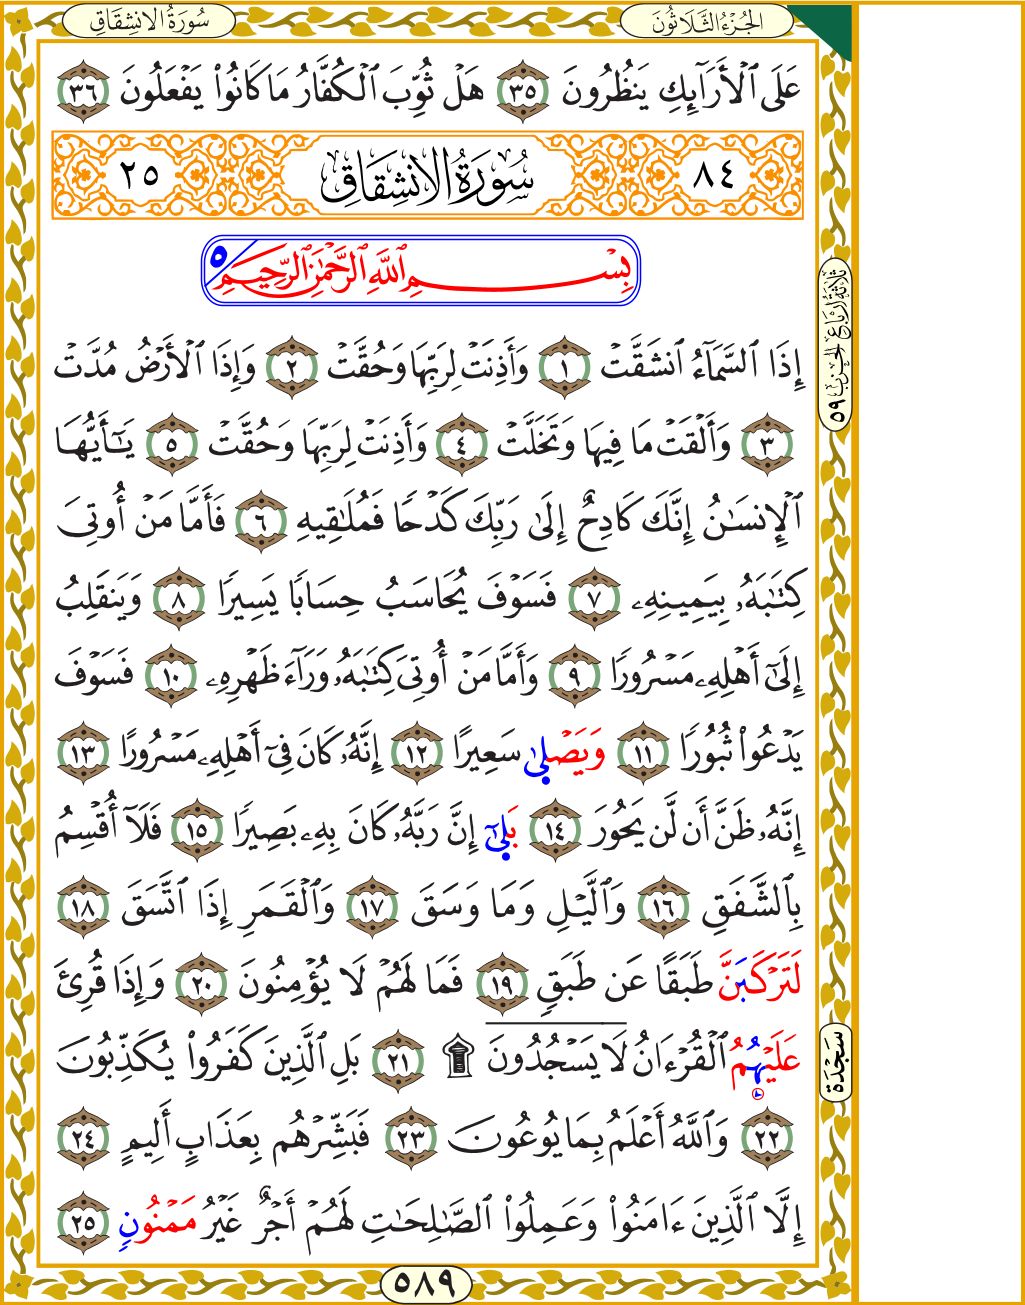 سُورَةُ الانشِقَاقِ
الجُزْءُ الثَّلَاثُونَ
عَلَى ٱلْأَرَآئِكِ يَنظُرُونَ ٣٥ هَلْ ثُوِّبَ ٱلْكُفَّارُ مَا كَانُوا۟ يَفْعَلُونَ ٣٦
٨٤ سُورَةُ الانشِقَاقِ ٢٥
بِسْمِ ٱللَّهِ ٱلرَّحْمَٰنِ ٱلرَّحِيمِ ٥
إِذَا ٱلسَّمَآءُ ٱنشَقَّتْ ١ وَأَذِنَتْ لِرَبِّهَا وَحُقَّتْ ٢ وَإِذَا ٱلْأَرْضُ مُدَّتْ
٣ وَأَلْقَتْ مَا فِيهَا وَتَخَلَّتْ ٤ وَأَذِنَتْ لِرَبِّهَا وَحُقَّتْ ٥ يَٰٓأَيُّهَا
ٱلْإِنسَٰنُ إِنَّكَ كَادِحٌ إِلَىٰ رَبِّكَ كَدْحًا فَمُلَٰقِيهِ ٦ فَأَمَّا مَنْ أُوتِىَ
كِتَٰبَهُۥ بِيَمِينِهِۦ ٧ فَسَوْفَ يُحَاسَبُ حِسَابًا يَسِيرًا ٨ وَيَنقَلِبُ
إِلَىٰٓ أَهْلِهِۦ مَسْرُورًا ٩ وَأَمَّا مَنْ أُوتِىَ كِتَٰبَهُۥ وَرَآءَ ظَهْرِهِۦ ١٠ فَسَوْفَ
يَدْعُوا۟ ثُبُورًا ١١ وَيَصْلَىٰ سَعِيرًا ١٢ إِنَّهُۥ كَانَ فِىٓ أَهْلِهِۦ مَسْرُورًا ١٣
إِنَّهُۥ ظَنَّ أَن لَّن يَحُورَ ١٤ بَلَىٰٓ إِنَّ رَبَّهُۥ كَانَ بِهِۦ بَصِيرًا ١٥ فَلَآ أُقْسِمُ
بِٱلشَّفَقِ ١٦ وَٱلَّيْلِ وَمَا وَسَقَ ١٧ وَٱلْقَمَرِ إِذَا ٱتَّسَقَ ١٨
لَتَرْكَبَنَّ طَبَقًا عَن طَبَقٍ ١٩ فَمَا لَهُمْ لَا يُؤْمِنُونَ ٢٠ وَإِذَا قُرِئَ
عَلَيْهُمُ ٱلْقُرْءَانُ لَا يَسْجُدُونَ ۩ ٢١ بَلِ ٱلَّذِينَ كَفَرُوا۟ يُكَذِّبُونَ
٢٢ وَٱللَّهُ أَعْلَمُ بِمَا يُوعُونَ ٢٣ فَبَشِّرْهُم بِعَذَابٍ أَلِيمٍ ٢٤
إِلَّا ٱلَّذِينَ ءَامَنُوا۟ وَعَمِلُوا۟ ٱلصَّٰلِحَٰتِ لَهُمْ أَجْرٌ غَيْرُ مَمْنُونٍ ٢٥
ثلاثة أرباع الحزب ٥٩
سَجْدَة
٥٨٩